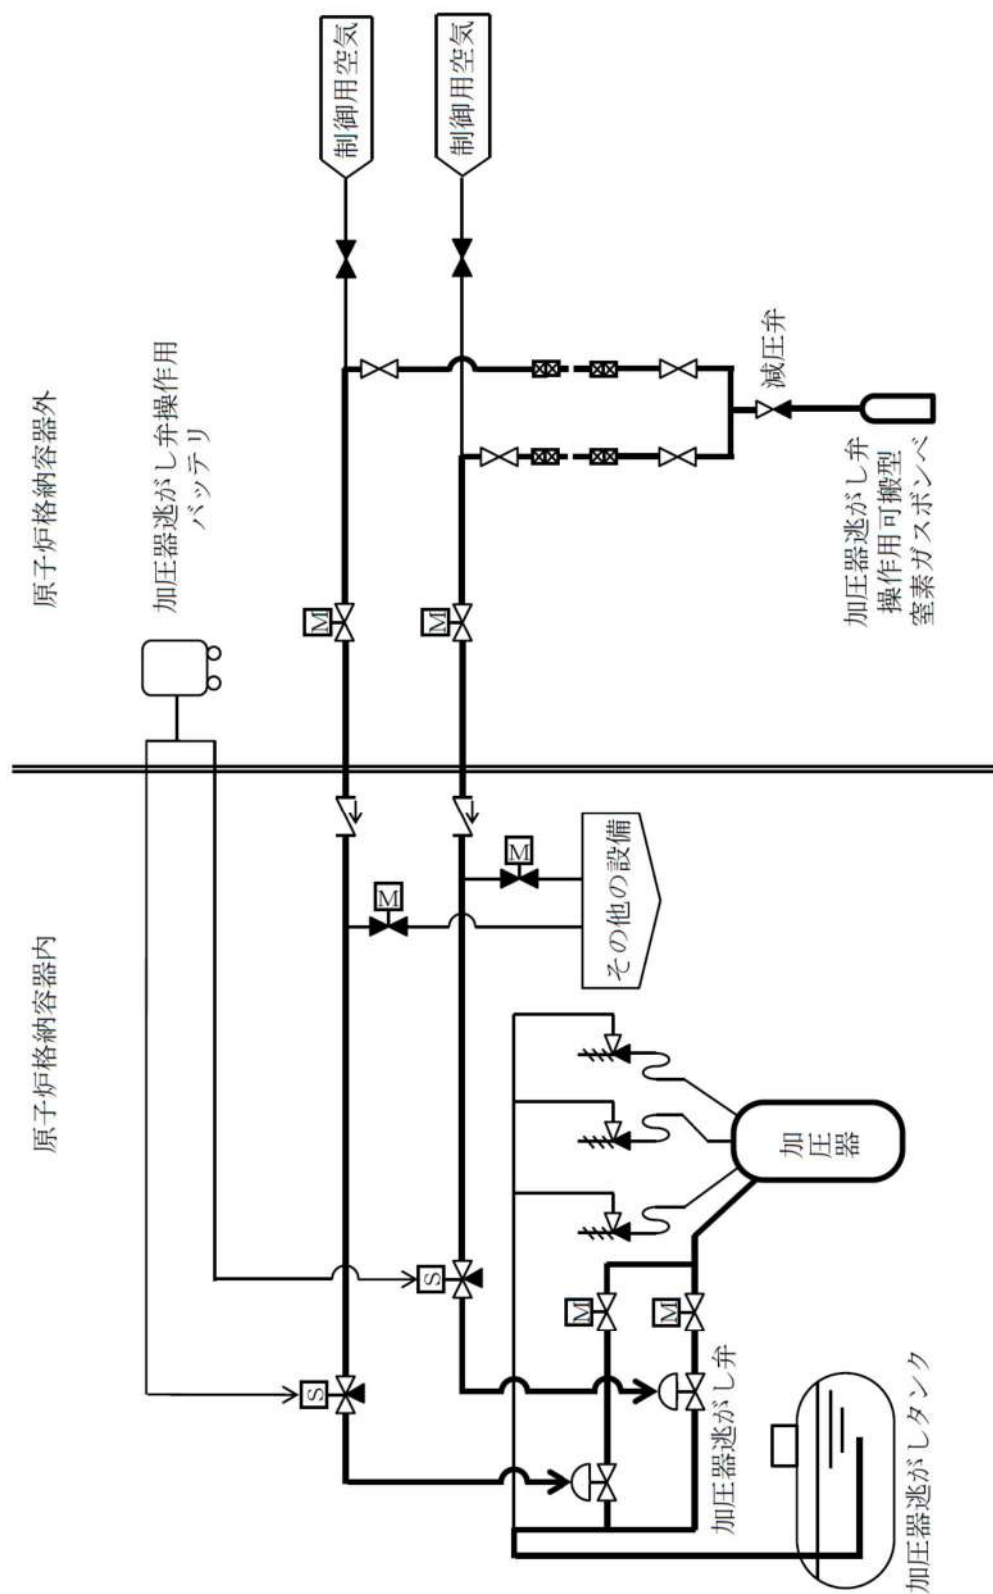 原子炉格納容器内
原子炉格納容器外
加圧器逃がし弁操作用
バッテリ
制御用空気
制御用空気
M
M
M
M
S
S
その他の設備
減圧弁
加圧器逃がし弁
操作用可搬型
窒素ガスボンベ
M
M
加圧器
加圧器逃がし弁
加圧器逃がしタンク